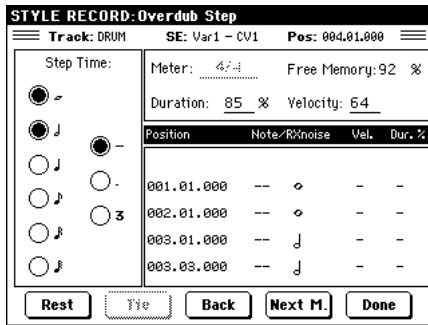 STYLE RECORD:Overdub Step
Track: DRUM SE: Var1 - CV1 Pos: 004.01.000
Step Time:
3
Meter: 4/4 Free Memory:92 %
Duration: 85 % Velocity: 64
Position Note/RXnoise Vel. Dur.%
001.01.000 -- - -
002.01.000 -- - -
003.01.000 -- - -
003.03.000 -- - -
Rest Tie Back Next M. Done